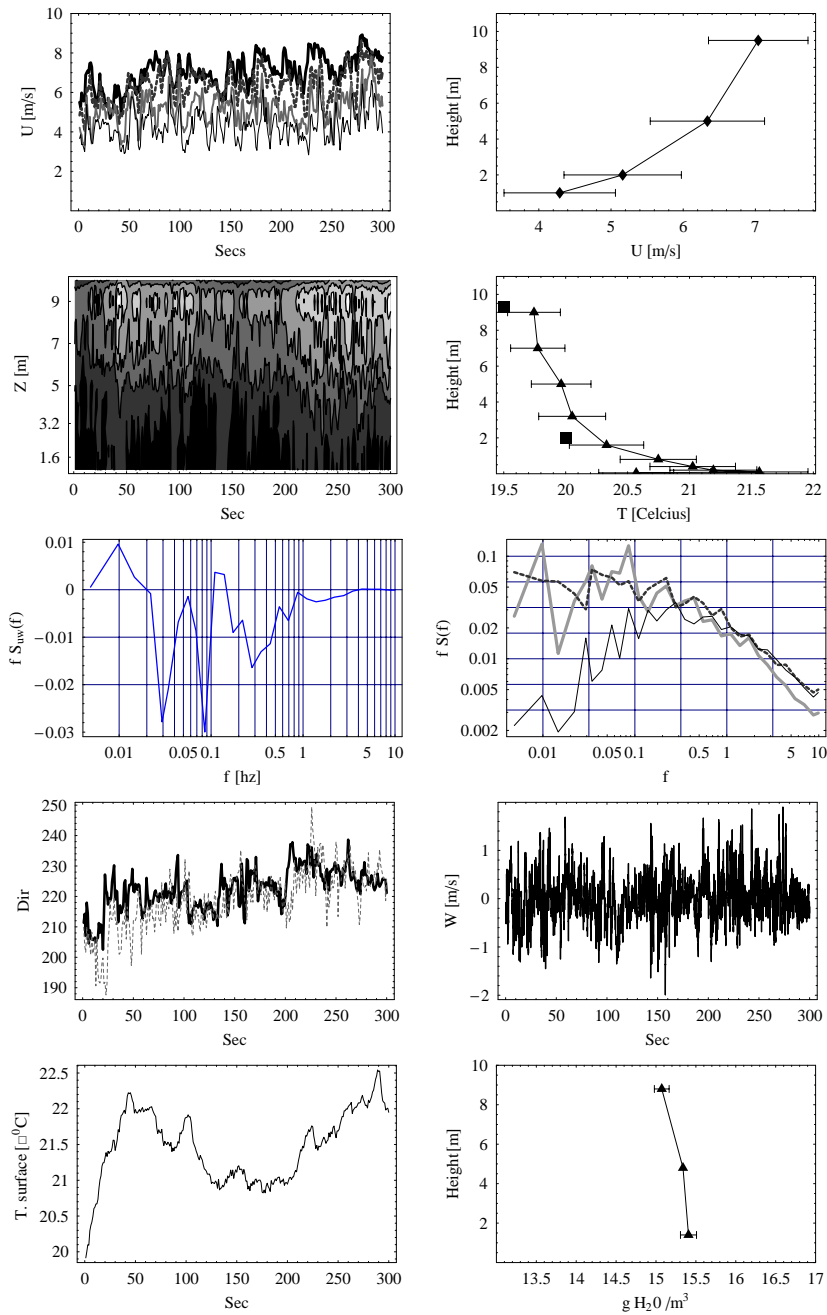 10
8
6
4
2
U [m/s]
0 50 100 150 200 250 300
Secs
10
8
6
4
2
Height [m]
4 5 6 7
U [m/s]
9
7
5
3.2
1.6
Z [m]
0 50 100 150 200 250 300
Sec
10
8
6
4
2
Height [m]
19.5 20 20.5 21 21.5 22
T [Celcius]
0.01
0
−0.01
−0.02
−0.03
f Suw(f)
0.01 0.05 0.1 0.5 1 5 10
f [hz]
0.1
0.05
0.01
0.005
0.002
f S(f)
0.01 0.05 0.1 0.5 1 5 10
f
250
240
230
220
210
200
190
Dir
0 50 100 150 200 250 300
Sec
1
0
−1
−2
W [m/s]
0 50 100 150 200 250 300
Sec
22.5
22
21.5
21
20.5
20
T. surface [□⁰C]
0 50 100 150 200 250 300
Sec
10
8
6
4
2
Height [m]
13.5 14 14.5 15 15.5 16 16.5 17
g H₂0 /m³